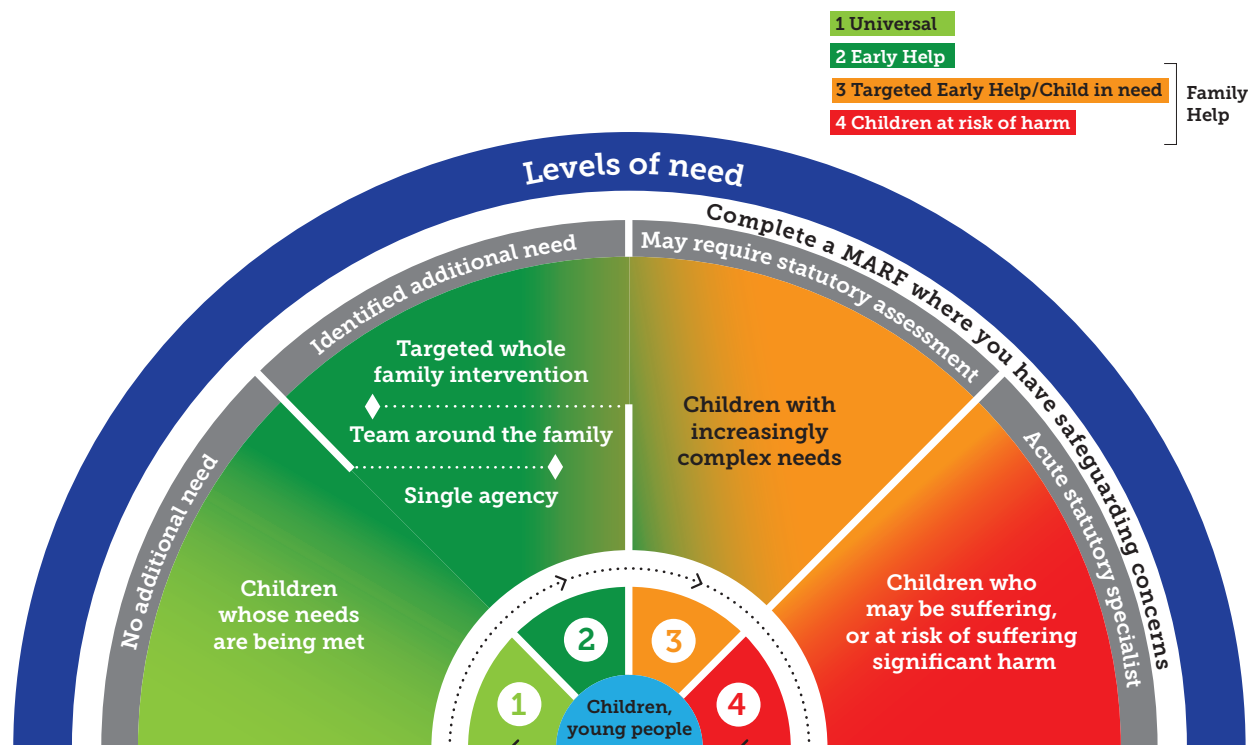 1 Universal
2 Early Help
3 Targeted Early Help/Child in need
4 Children at risk of harm
Family
Help
Levels of need
Complete a MARF where you have safeguarding concerns
No additional need
Identified additional need
May require statutory assessment
Acute statutory specialist
Targeted whole
family intervention
Team around the family
Single agency
Children with
increasingly
complex needs
Children
whose needs
are being met
Children who
may be suffering,
or at risk of suffering
significant harm
1
2
3
4
Children,
young people